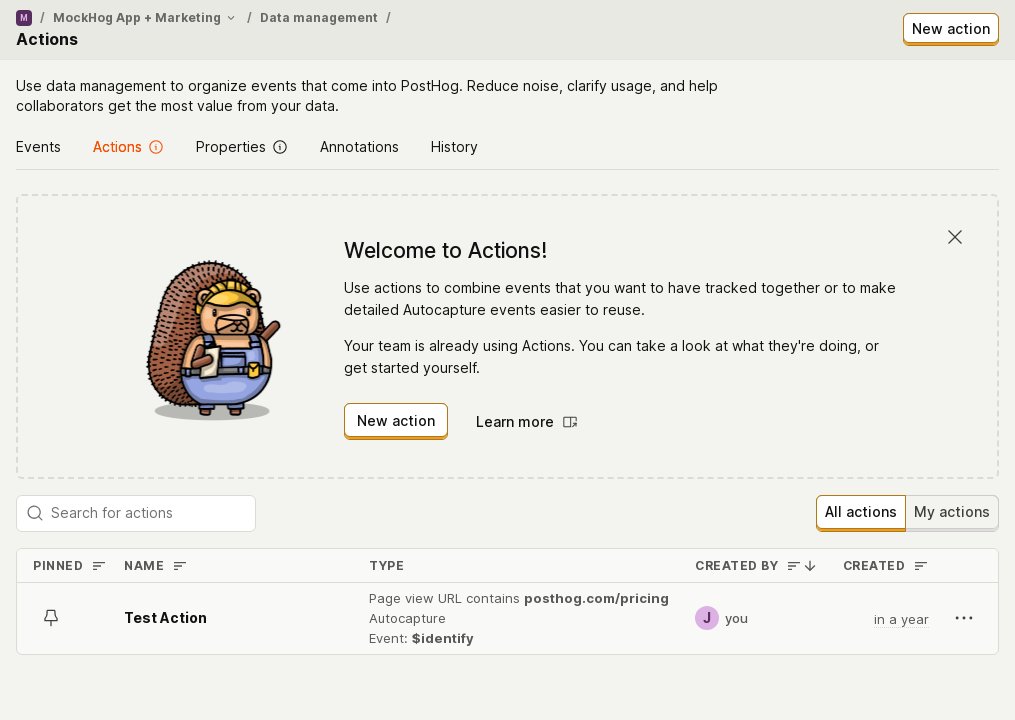 M / MockHog App + Marketing / Data management /
Actions
New action
Use data management to organize events that come into PostHog. Reduce noise, clarify usage, and help
collaborators get the most value from your data.
Events Actions Properties Annotations History
Welcome to Actions!
Use actions to combine events that you want to have tracked together or to make
detailed Autocapture events easier to reuse.
Your team is already using Actions. You can take a look at what they're doing, or
get started yourself.
New action Learn more
Search for actions
All actions My actions
PINNED NAME TYPE CREATED BY CREATED
Page view URL contains posthog.com/pricing
Test Action Autocapture J you in a year
Event: $identify